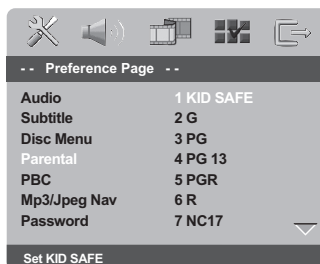 - - Preference Page - -
Audio 1 KID SAFE
Subtitle 2 G
Disc Menu 3 PG
Parental 4 PG 13
PBC 5 PGR
Mp3/Jpeg Nav 6 R
Password 7 NC17
Set KID SAFE